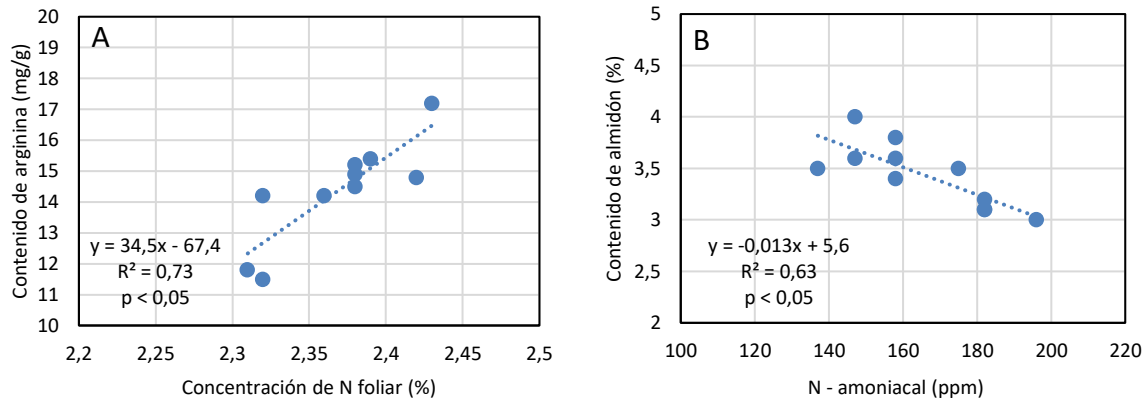 A
Contenido de arginina (mg/g)
20
19
18
17
16
15
14
13
12
11
10
y = 34,5x - 67,4
R² = 0,73
p < 0,05
2,2 2,25 2,3 2,35 2,4 2,45 2,5
Concentración de N foliar (%)
B
Contenido de almidón (%)
5
4,5
4
3,5
3
2,5
2
y = -0,013x + 5,6
R² = 0,63
p < 0,05
100 120 140 160 180 200 220
N - amoniacal (ppm)